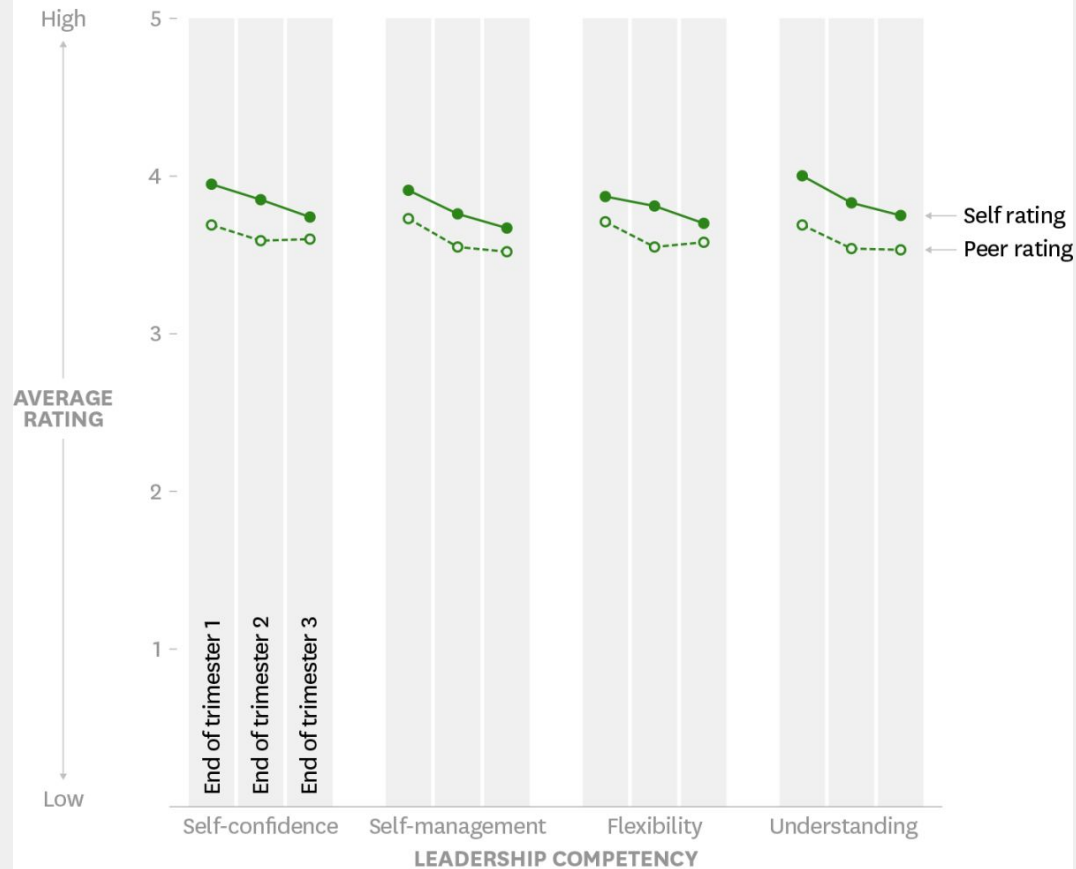 High
5
4
3
2
1
AVERAGE
RATING
Low
End of trimester 1
End of trimester 2
End of trimester 3
Self rating
Peer rating
Self-confidence
Self-management
Flexibility
Understanding
LEADERSHIP COMPETENCY